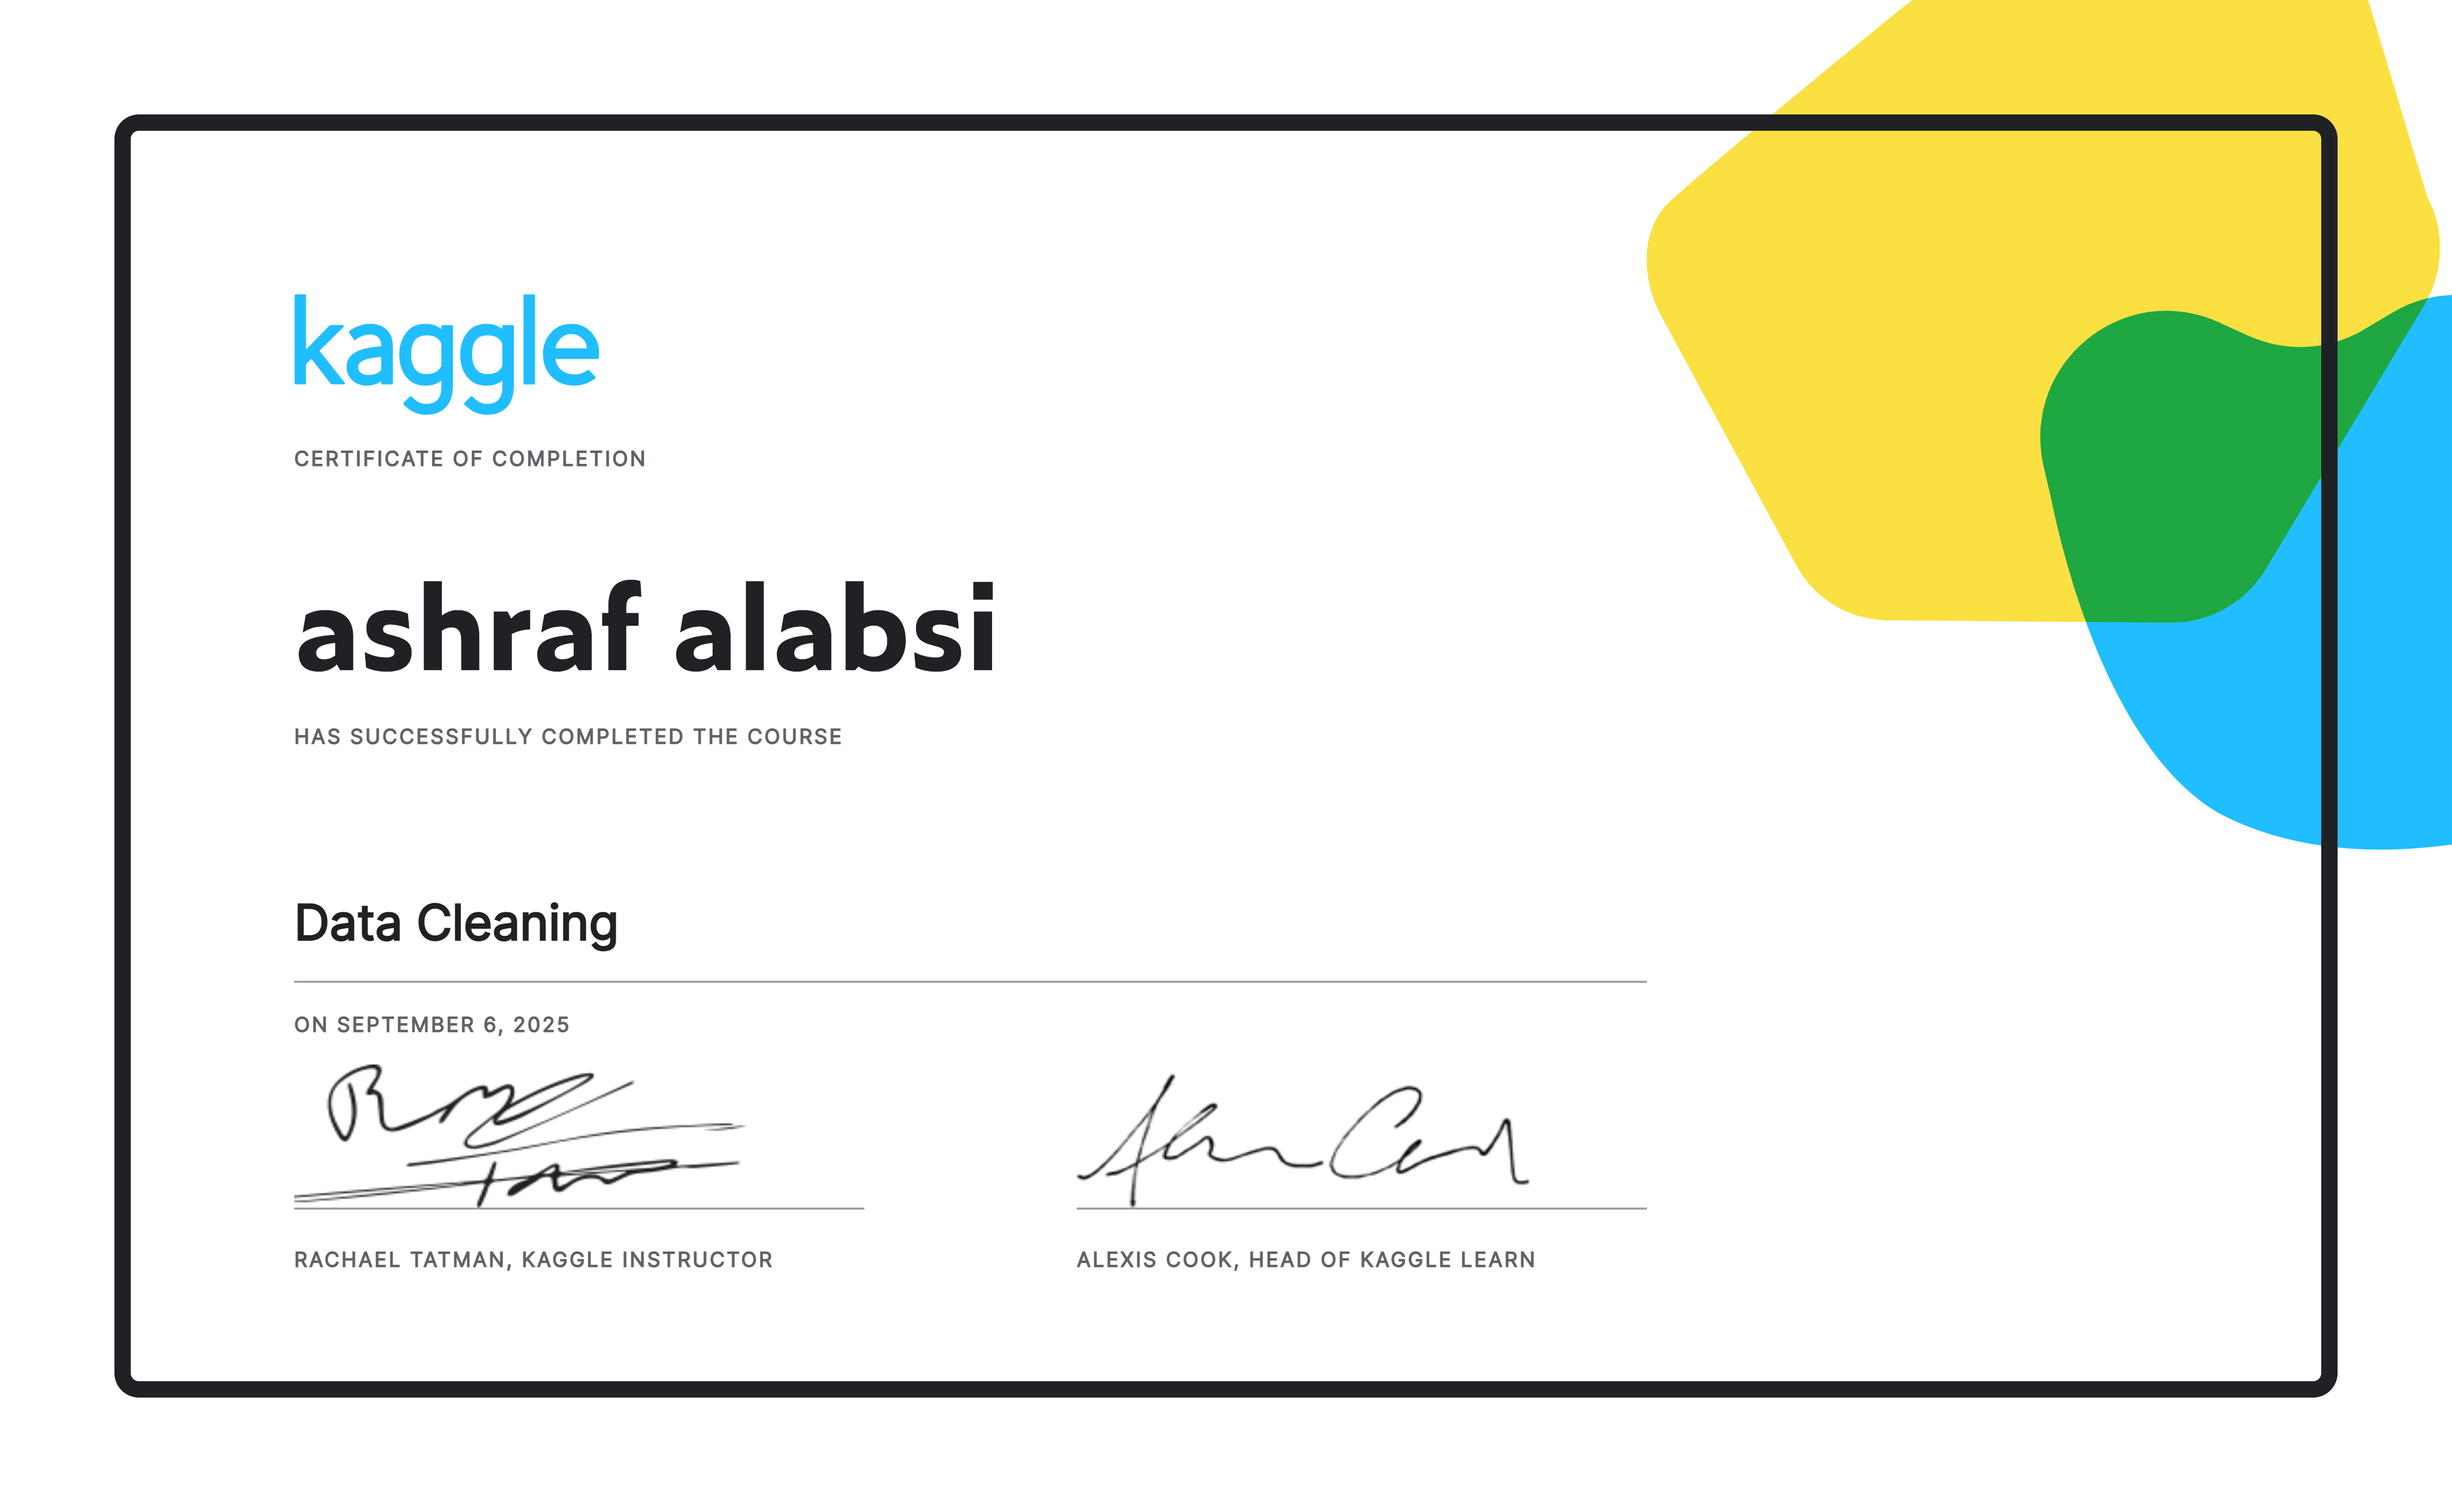 kaggle
CERTIFICATE OF COMPLETION
ashraf alabsi
HAS SUCCESSFULLY COMPLETED THE COURSE
Data Cleaning
ON SEPTEMBER 6, 2025
RACHAEL TATMAN, KAGGLE INSTRUCTOR
ALEXIS COOK, HEAD OF KAGGLE LEARN